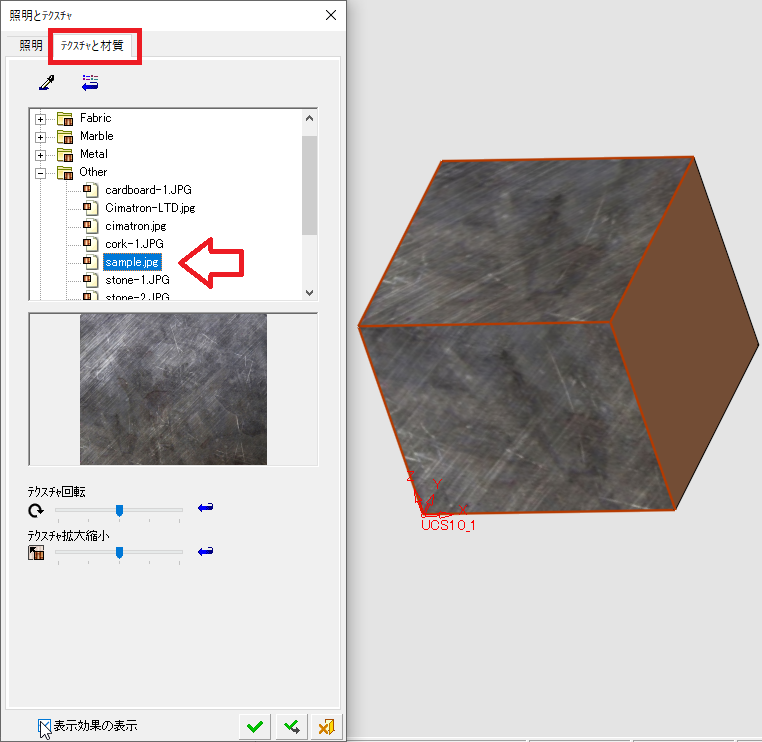 照明とテクスチャ
照明 テクスチャと材質
Fabric
Marble
Metal
Other
cardboard-1.JPG
Cimatron-LTD.jpg
cimatron.jpg
cork-1.JPG
sample.jpg
stone-1.JPG
stone-2.JPG
テクスチャ回転
テクスチャ拡大縮小
表示効果の表示
Z
Y
X
UCS10_1